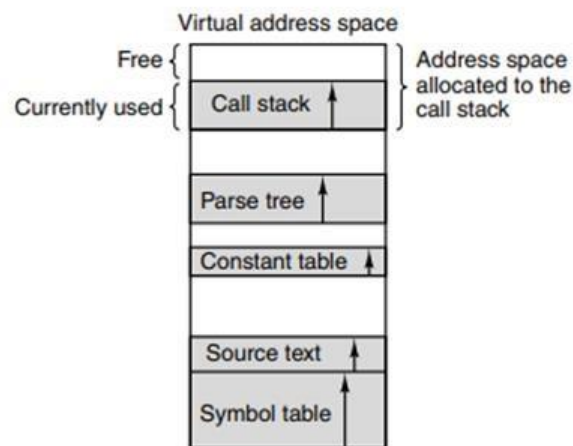 Virtual address space
Free
Currently used
Call stack
Address space
allocated to the
call stack
Parse tree
Constant table
Source text
Symbol table